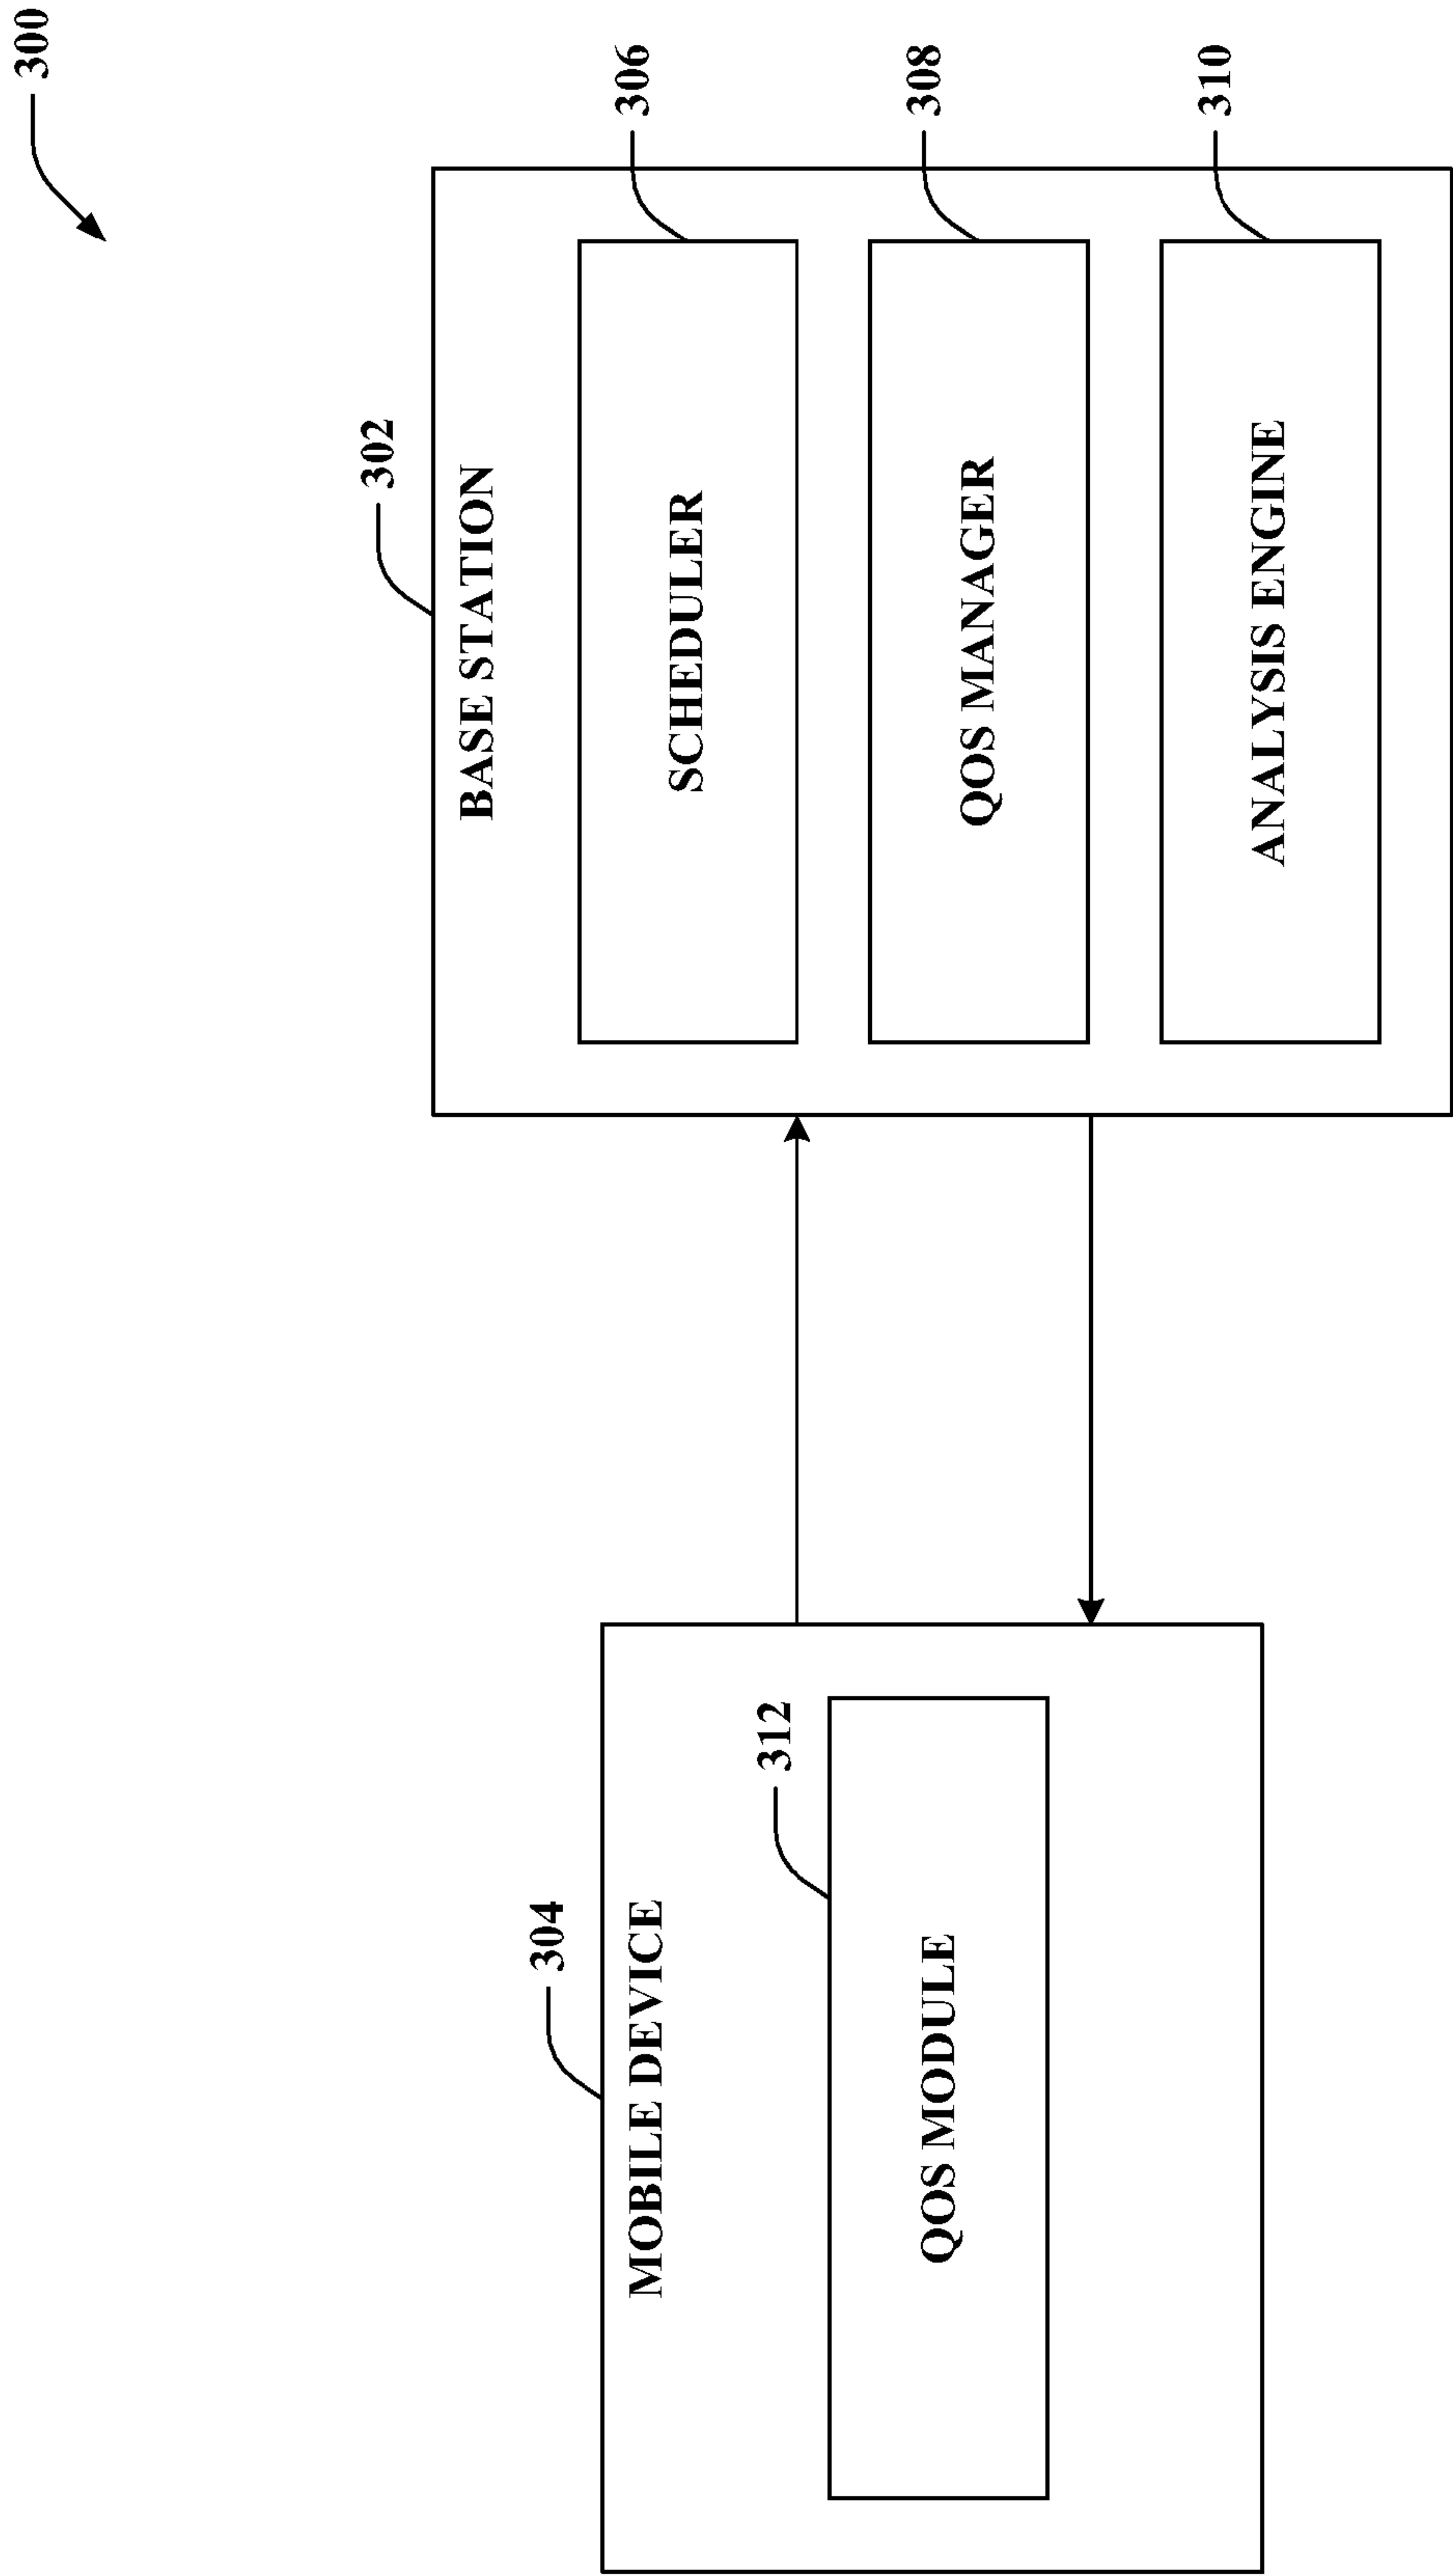 300
304
MOBILE DEVICE
312
QOS MODULE
302
BASE STATION
306
SCHEDULER
308
QOS MANAGER
310
ANALYSIS ENGINE